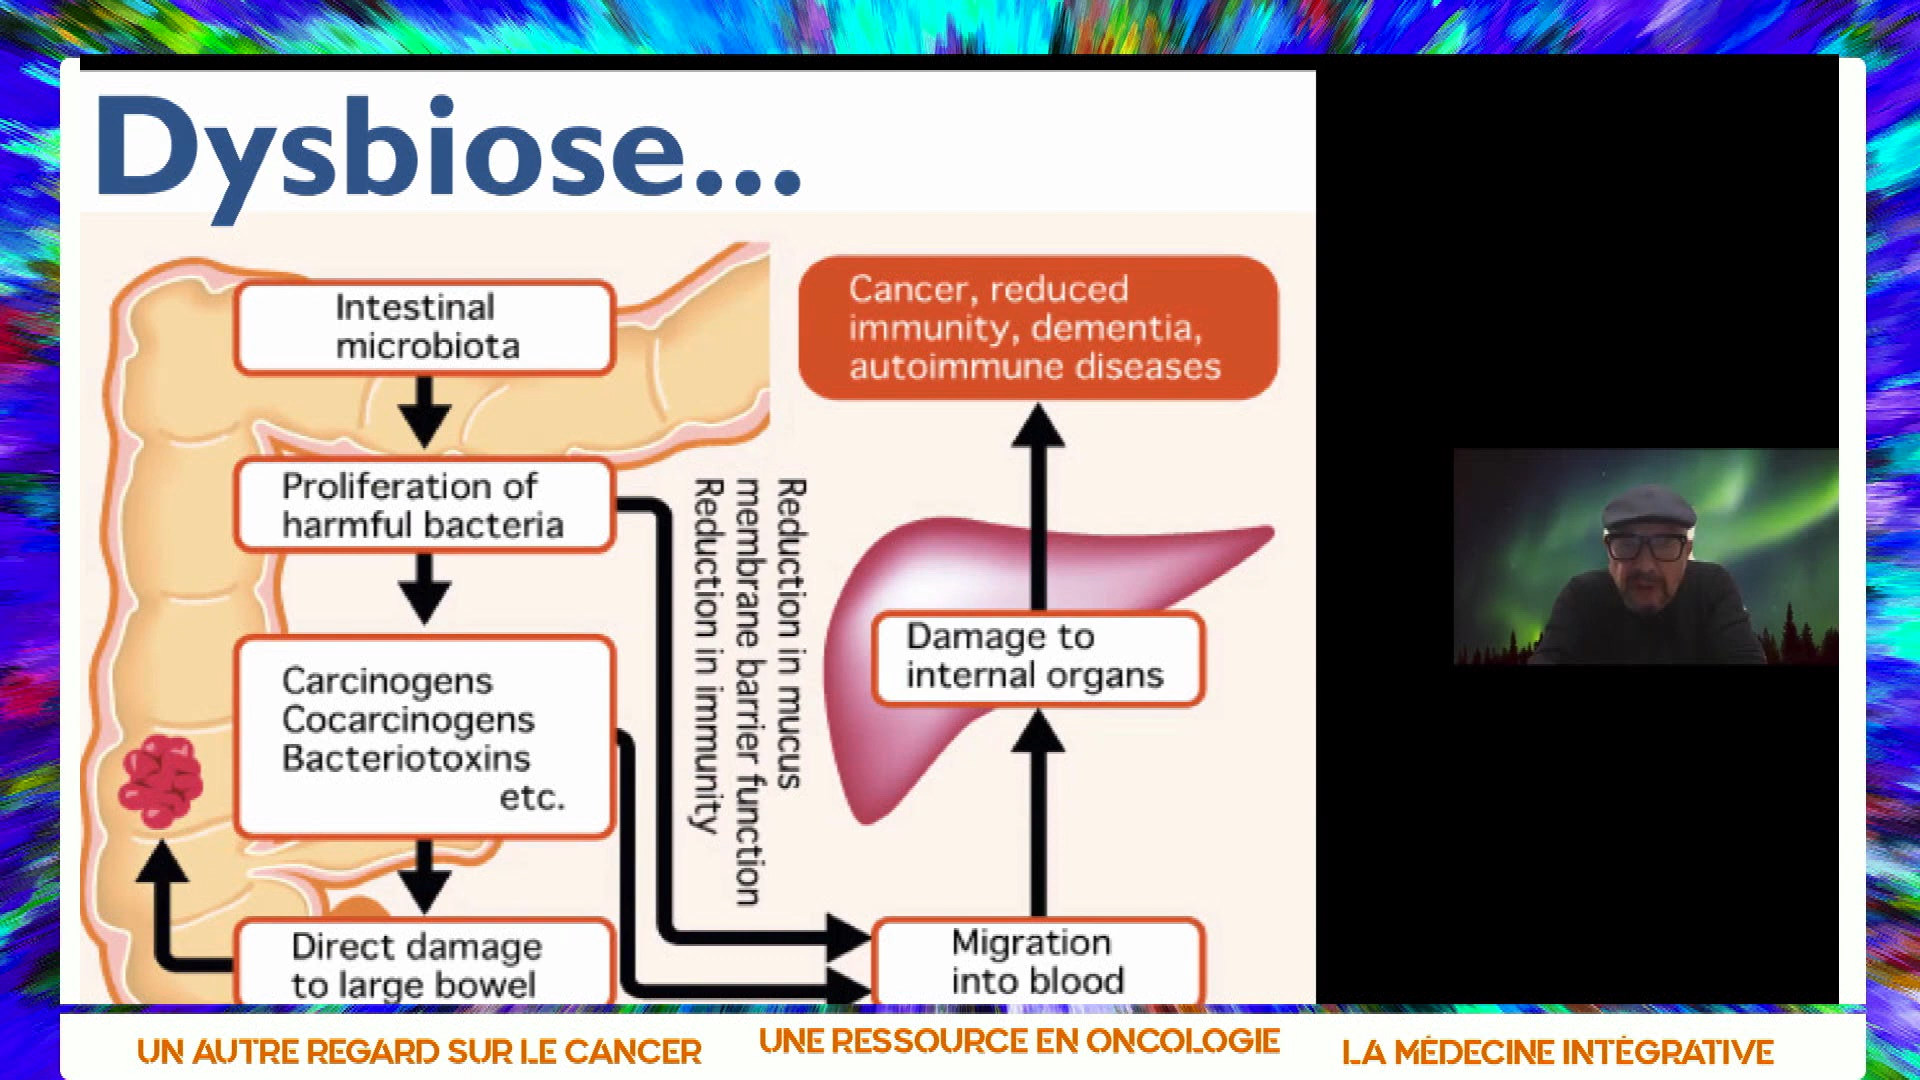 Dysbiose...
Intestinal
microbiota
Proliferation of
harmful bacteria
Carcinogens
Cocarcinogens
Bacteriotoxins
etc.
Direct damage
to large bowel
Reduction in mucus
membrane barrier function
Reduction in immunity
Cancer, reduced
immunity, dementia,
autoimmune diseases
Damage to
internal organs
Migration
into blood
UN AUTRE REGARD SUR LE CANCER
UNE RESSOURCE EN ONCOLOGIE
LA MÉDECINE INTÉGRATIVE